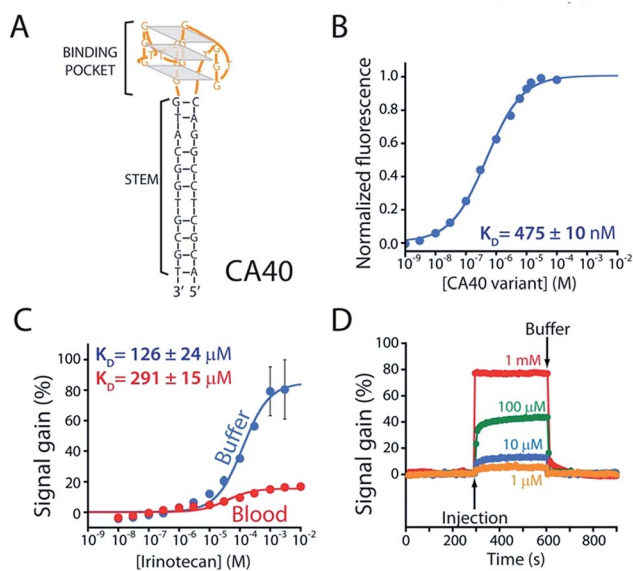 A
BINDING
POCKET
STEM
G–C
T A
A G
C–G
G–C
G–C
T T
G–C
C–G
G–C
T–A
3' 5'
CA40
B
Normalized fluorescence
1.0
0.8
0.6
0.4
0.2
0.0
K_D= 475 ± 10 nM
10⁻⁹ 10⁻⁸ 10⁻⁷ 10⁻⁶ 10⁻⁵ 10⁻⁴ 10⁻³ 10⁻²
[CA40 variant] (M)
C
Signal gain (%)
100
80
60
40
20
0
K_D= 126 ± 24 µM
K_D= 291 ± 15 µM
Buffer
Blood
10⁻⁹ 10⁻⁸ 10⁻⁷ 10⁻⁶ 10⁻⁵ 10⁻⁴ 10⁻³ 10⁻²
[Irinotecan] (M)
D
Signal gain (%)
100
80
60
40
20
0
Buffer
1 mM
100 µM
10 µM
1 µM
Injection
0 200 400 600 800
Time (s)